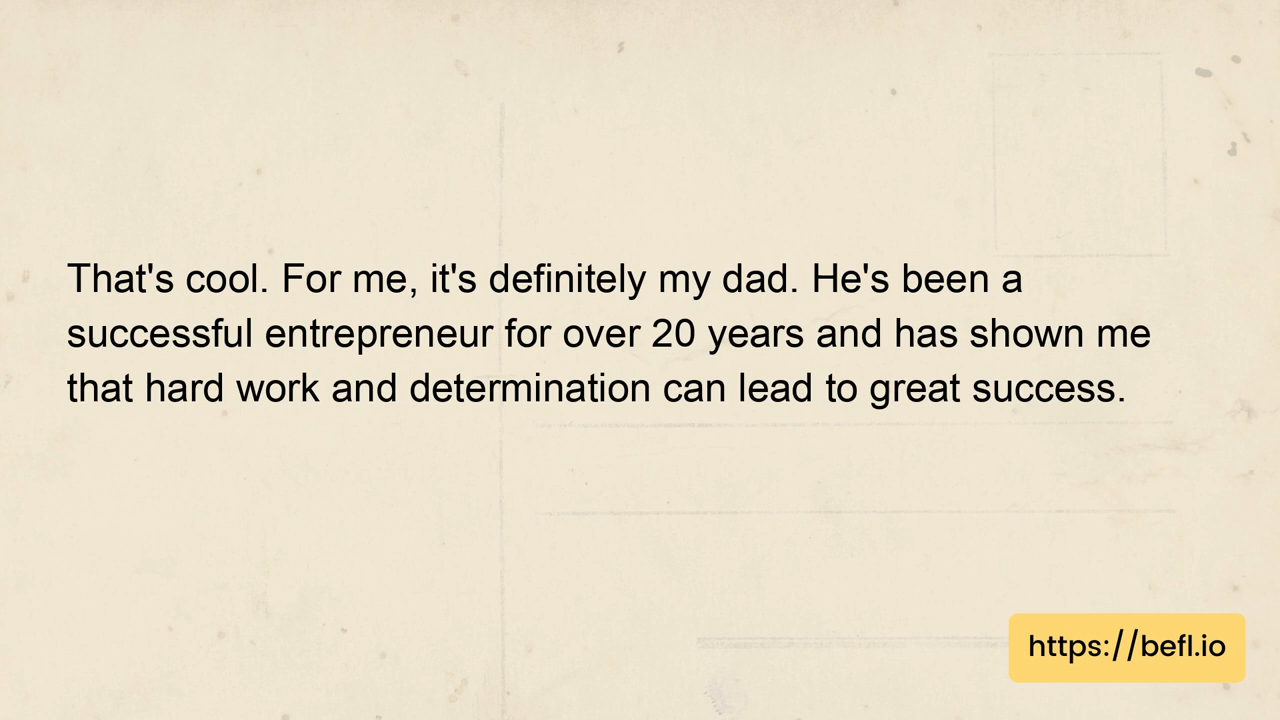 That's cool. For me, it's definitely my dad. He's been a
successful entrepreneur for over 20 years and has shown me
that hard work and determination can lead to great success.
https://befl.io